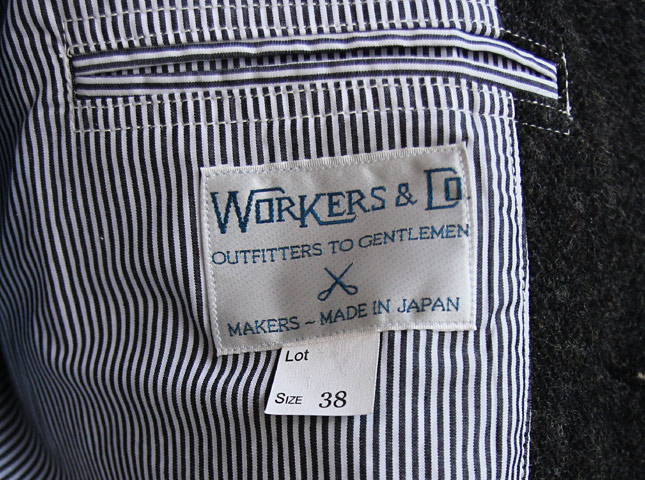 WORKERS & CO.
OUTFITTERS TO GENTLEMEN
MAKERS ~ MADE IN JAPAN
Lot
SIZE 38